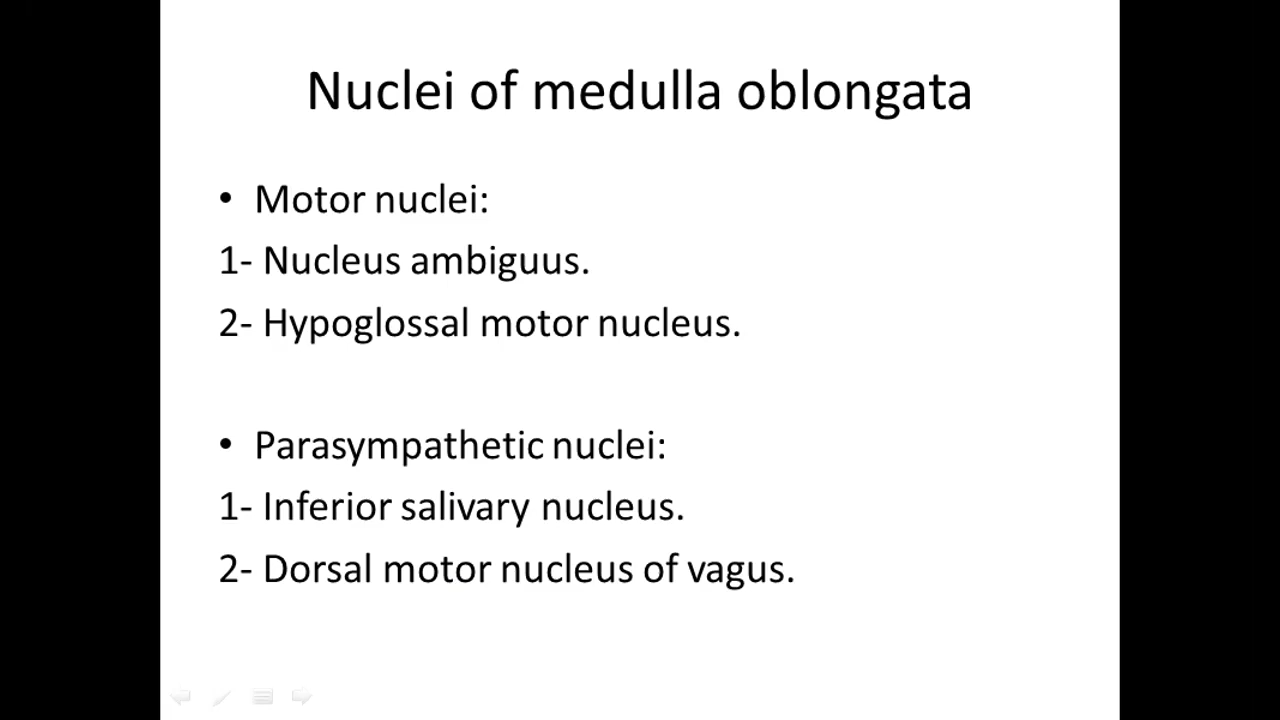 Nuclei of medulla oblongata
• Motor nuclei:
1- Nucleus ambiguus.
2- Hypoglossal motor nucleus.
• Parasympathetic nuclei:
1- Inferior salivary nucleus.
2- Dorsal motor nucleus of vagus.